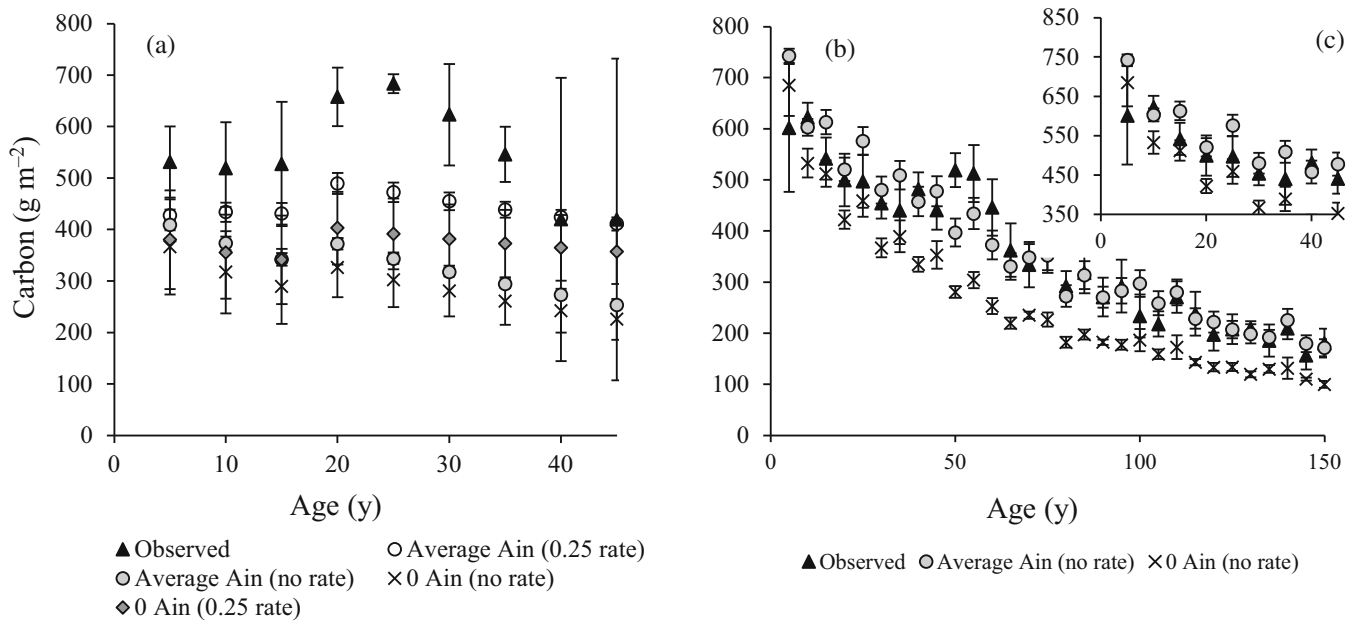 (a)
Carbon (g m⁻²)
800
700
600
500
400
300
200
100
0
0 10 20 30 40
Age (y)
▲ Observed
○ Average Ain (0.25 rate)
● Average Ain (no rate)
× 0 Ain (no rate)
◆ 0 Ain (0.25 rate)
(b)
800
700
600
500
400
300
200
100
0
0 50 100 150
Age (y)
(c)
850
750
650
550
450
350
0 20 40
▲ Observed ● Average Ain (no rate) × 0 Ain (no rate)